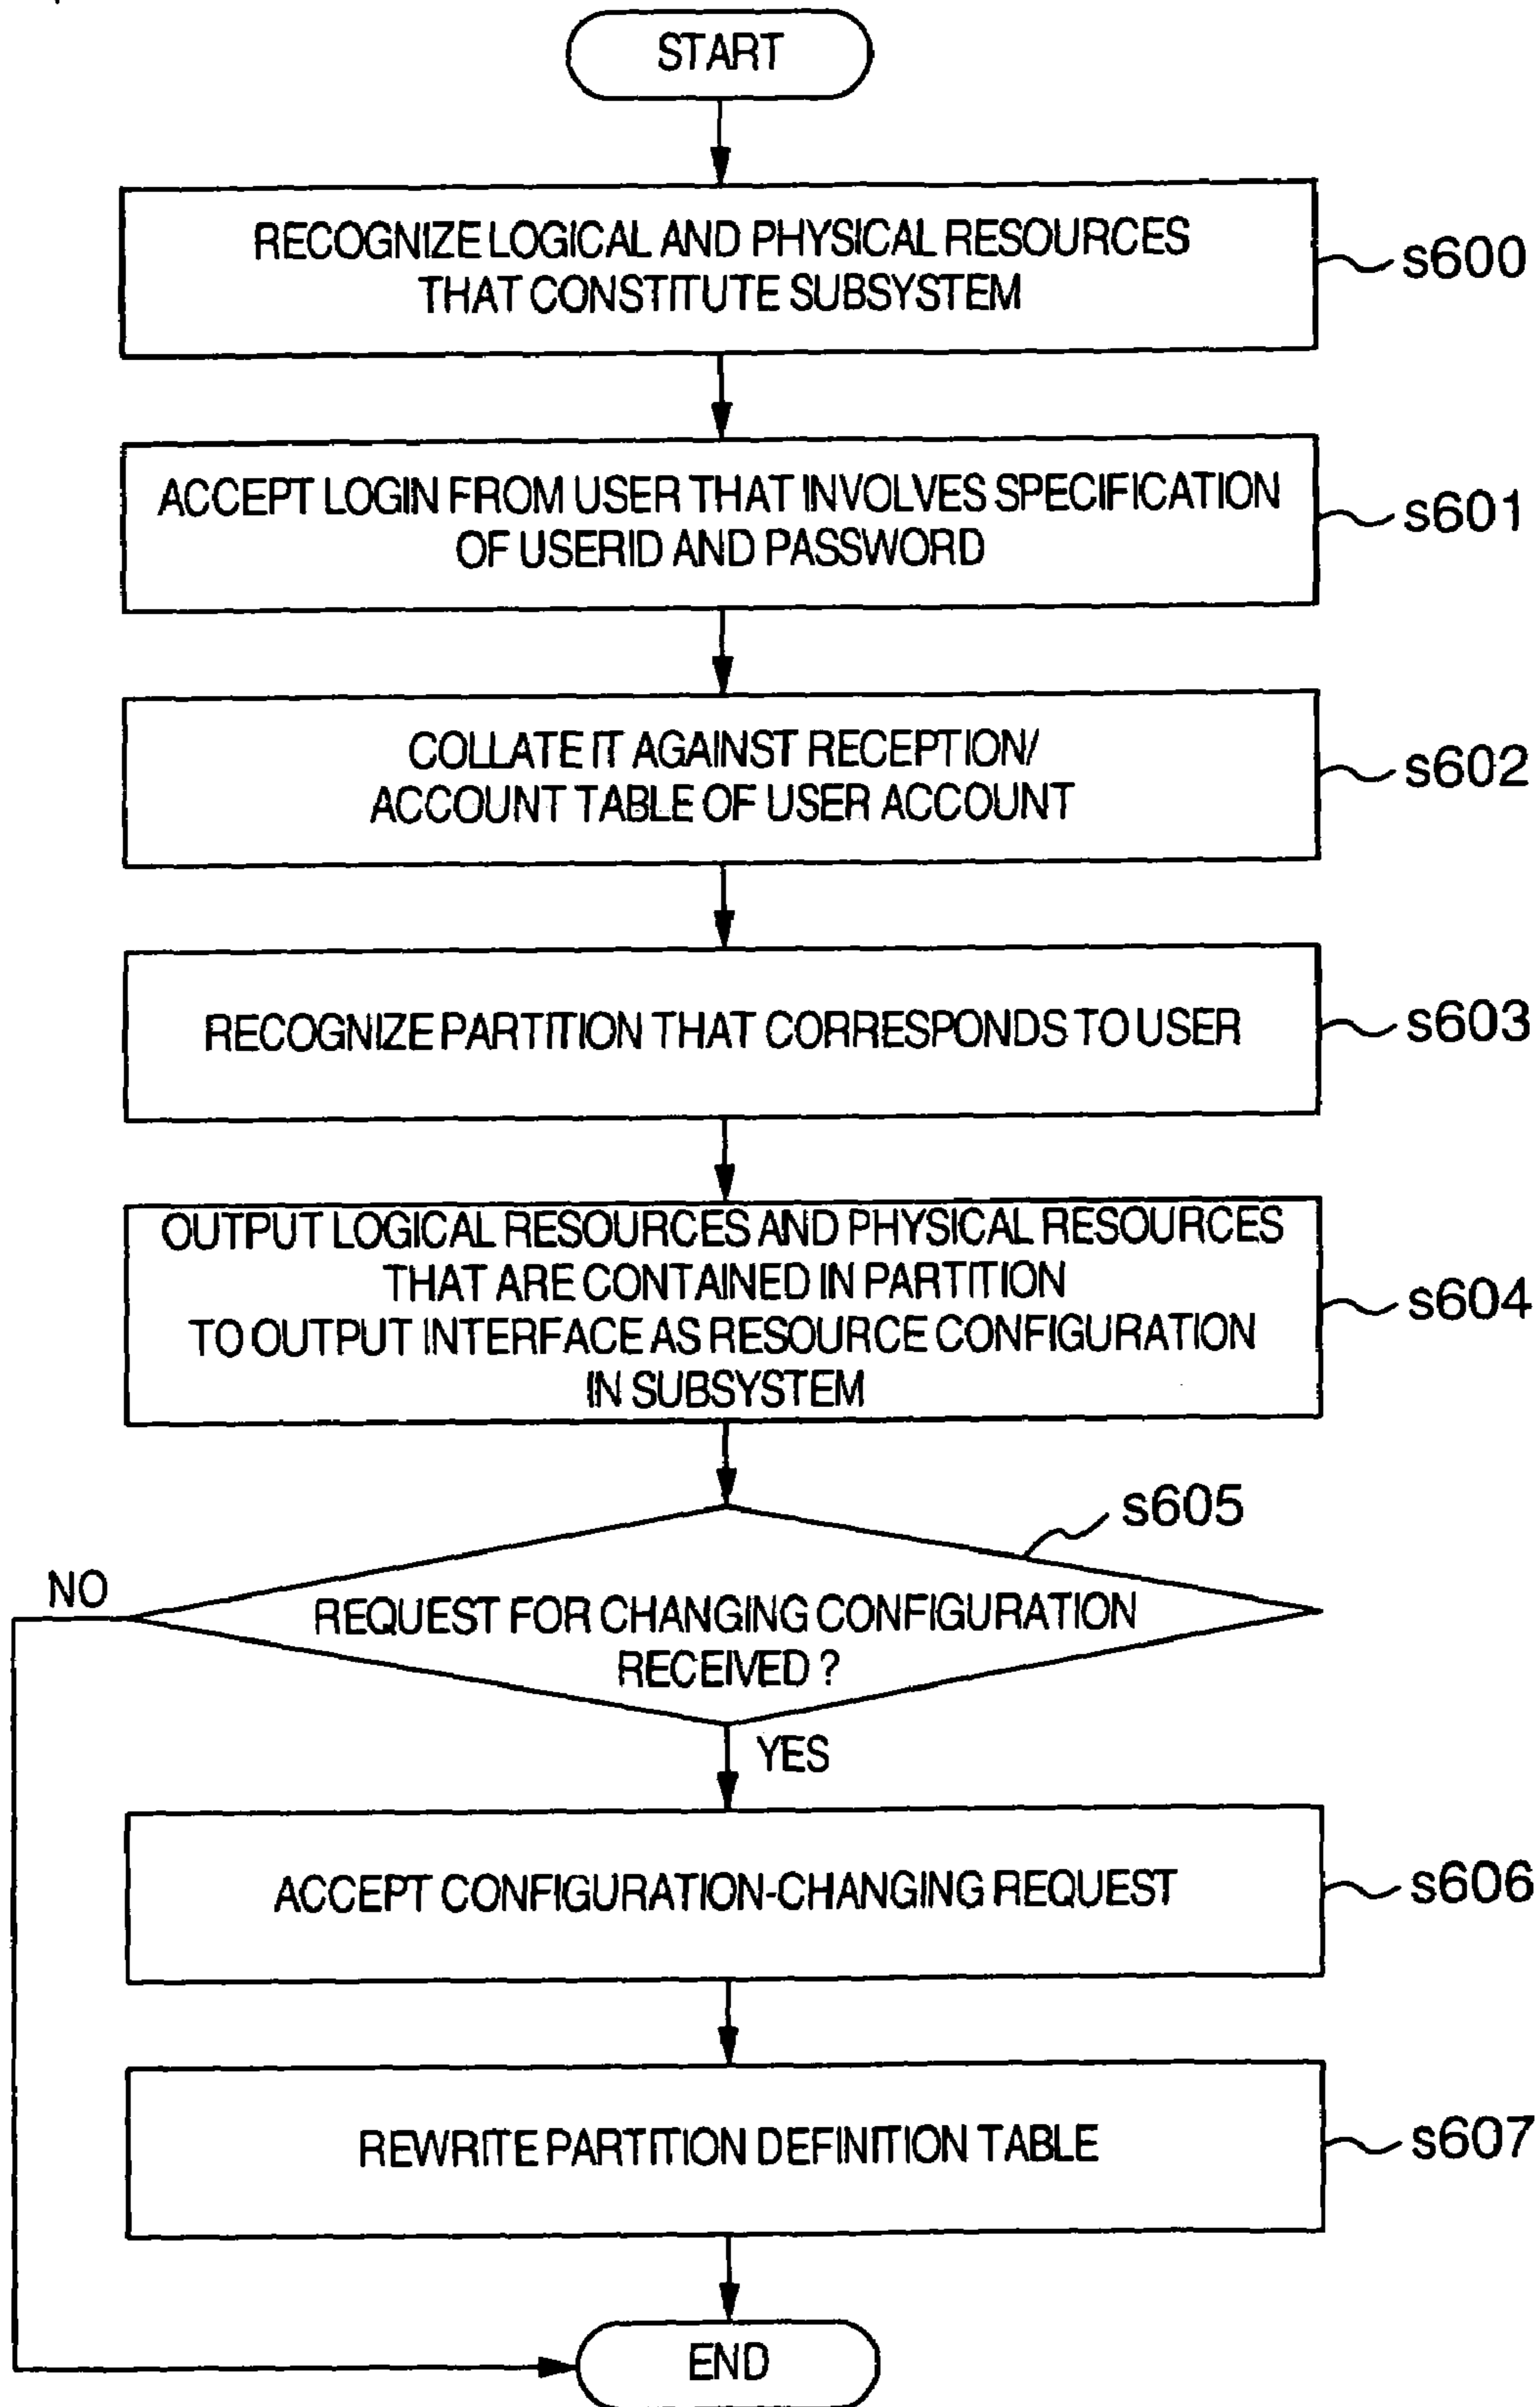 START
RECOGNIZE LOGICAL AND PHYSICAL RESOURCES
THAT CONSTITUTE SUBSYSTEM
s600
ACCEPT LOGIN FROM USER THAT INVOLVES SPECIFICATION
OF USERID AND PASSWORD
s601
COLLATE IT AGAINST RECEPTION/
ACCOUNT TABLE OF USER ACCOUNT
s602
RECOGNIZE PARTITION THAT CORRESPONDS TO USER
s603
OUTPUT LOGICAL RESOURCES AND PHYSICAL RESOURCES
THAT ARE CONTAINED IN PARTITION
TO OUTPUT INTERFACE AS RESOURCE CONFIGURATION
IN SUBSYSTEM
s604
s605
NO
REQUEST FOR CHANGING CONFIGURATION
RECEIVED ?
YES
ACCEPT CONFIGURATION-CHANGING REQUEST
s606
REWRITE PARTITION DEFINITION TABLE
s607
END